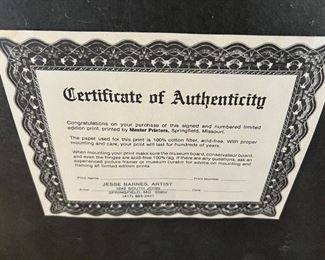 Certificate of Authenticity
Congratulations on your purchase of this signed and numbered limited
edition print, printed by Master Printers, Springfield, Missouri.
The paper used for this print is 100% cotton fiber, acid-free. With proper
mounting and care, your print will last for hundreds of years.
When mounting your print make sure the museum board, conservators board,
and even the hinges are acid-free 100% rag. If there are any questions, ask an
experienced picture framer or museum curator for advice on mounting and
framing all limited edition prints.
Print Name Print Number
JESSE BARNES, ARTIST
Artist Date
SOUTH
SPRINGFIELD, MO
(417)